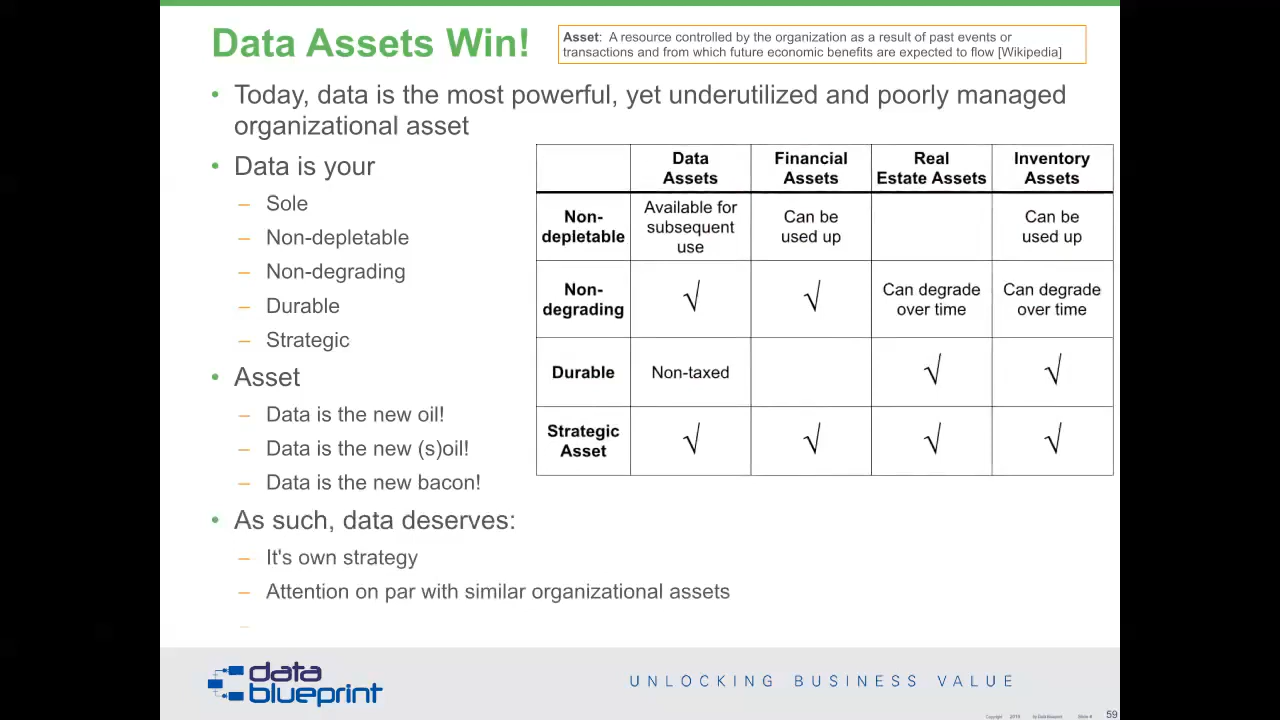 Data Assets Win!
Asset: A resource controlled by the organization as a result of past events or
transactions and from which future economic benefits are expected to flow [Wikipedia]
• Today, data is the most powerful, yet underutilized and poorly managed
organizational asset
• Data is your
– Sole
– Non-depletable
– Non-degrading
– Durable
– Strategic
• Asset
– Data is the new oil!
– Data is the new (s)oil!
– Data is the new bacon!
• As such, data deserves:
– It's own strategy
– Attention on par with similar organizational assets
–
Data Assets
Financial Assets
Real Estate Assets
Inventory Assets
Non-depletable
Available for subsequent use
Can be used up
Can be used up
Non-degrading
√
√
Can degrade over time
Can degrade over time
Durable
Non-taxed
√
√
Strategic Asset
√
√
√
√
data
blueprint
UNLOCKING BUSINESS VALUE
Copyright 2019 by Data Blueprint Slide #
59